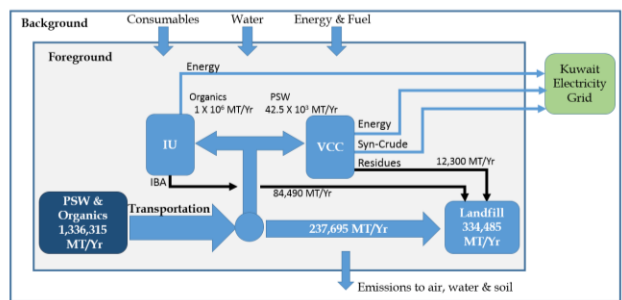 Background
Consumables
Water
Energy & Fuel
Foreground
Energy
Kuwait
Electricity
Grid
Organics
1 X 10⁶ MT/Yr
PSW
42.5 X 10³ MT/Yr
IU
VCC
Energy
Syn-Crude
Residues
12,300 MT/Yr
IBA
84,490 MT/Yr
PSW &
Organics
1,336,315
MT/Yr
Transportation
237,695 MT/Yr
Landfill
334,485
MT/Yr
Emissions to air, water & soil